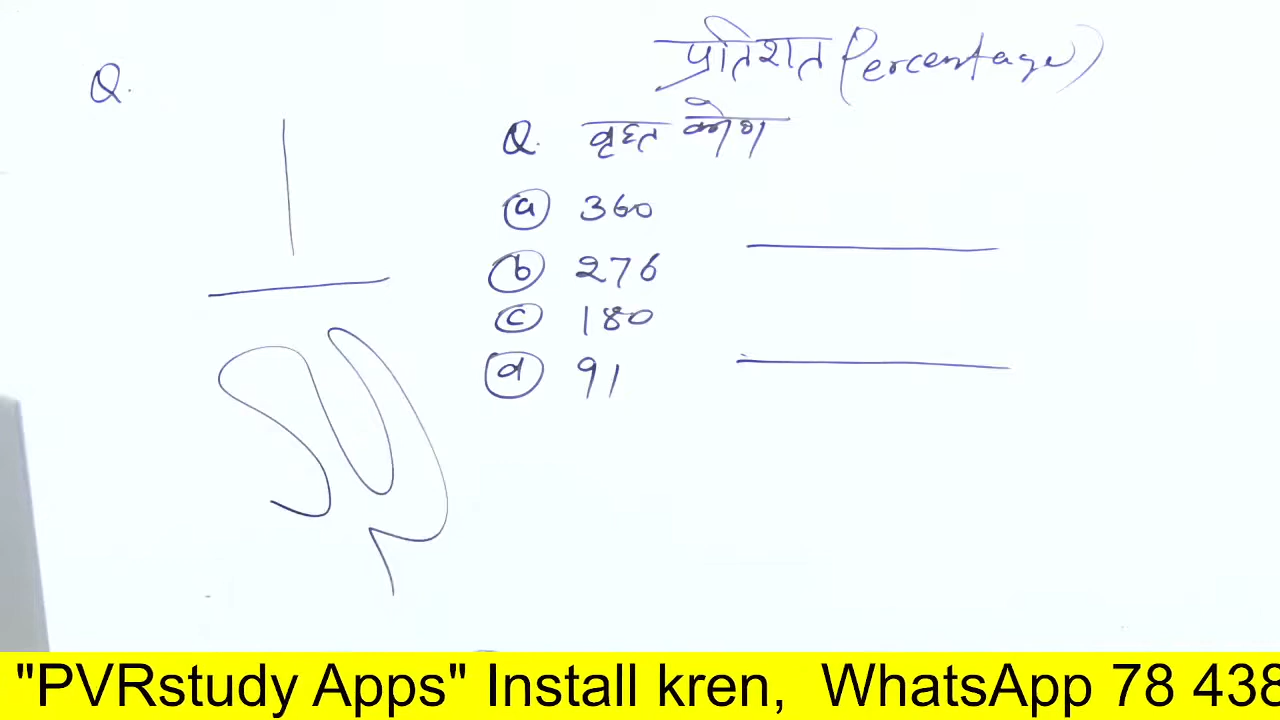 प्रतिशत (Percentage)
Q.
Q. वृहत कोण
(a) 360
(b) 276
(c) 180
(d) 91
"PVRstudy Apps" Install kren, WhatsApp 78 438